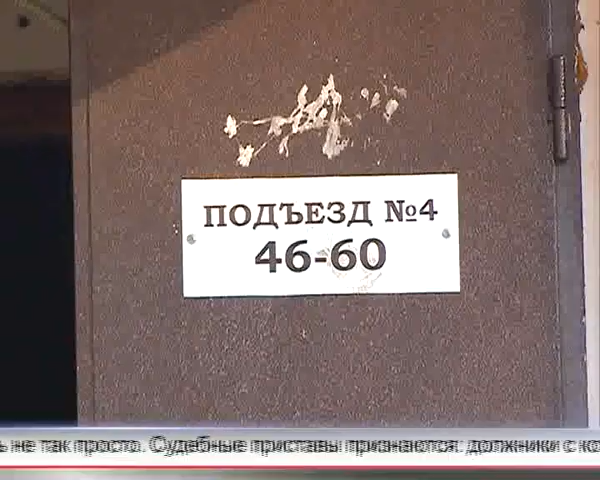 ПОДЪЕЗД №4
46-60
не так просто. Судебные приставы признаются: должники с